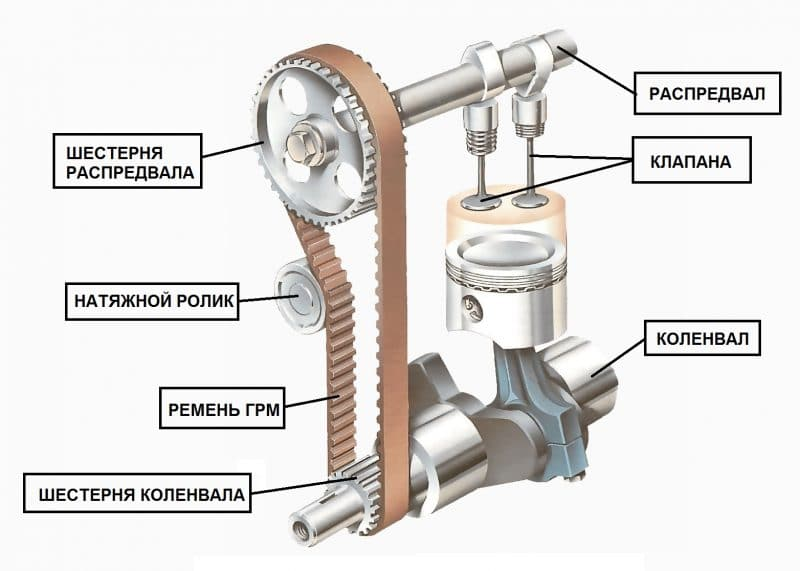 РАСПРЕДВАЛ
ШЕСТЕРНЯ
РАСПРЕДВАЛА
КЛАПАНА
НАТЯЖНОЙ РОЛИК
КОЛЕНВАЛ
РЕМЕНЬ ГРМ
ШЕСТЕРНЯ КОЛЕНВАЛА